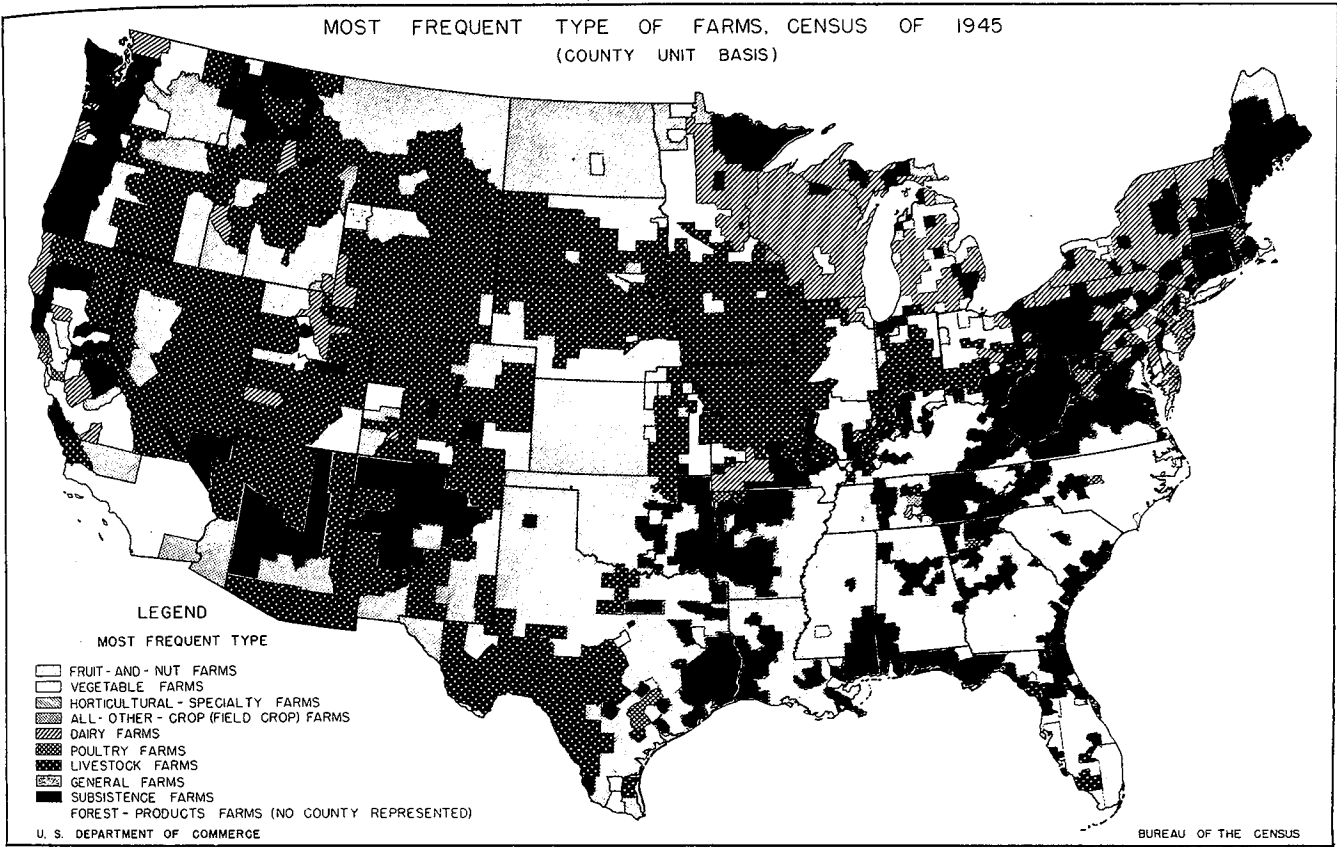 MOST FREQUENT TYPE OF FARMS, CENSUS OF 1945
(COUNTY UNIT BASIS)
LEGEND
MOST FREQUENT TYPE
FRUIT-AND-NUT FARMS
VEGETABLE FARMS
HORTICULTURAL-SPECIALTY FARMS
ALL-OTHER-CROP (FIELD CROP) FARMS
DAIRY FARMS
POULTRY FARMS
LIVESTOCK FARMS
GENERAL FARMS
SUBSISTENCE FARMS
FOREST-PRODUCTS FARMS (NO COUNTY REPRESENTED)
U. S. DEPARTMENT OF COMMERCE
BUREAU OF THE CENSUS